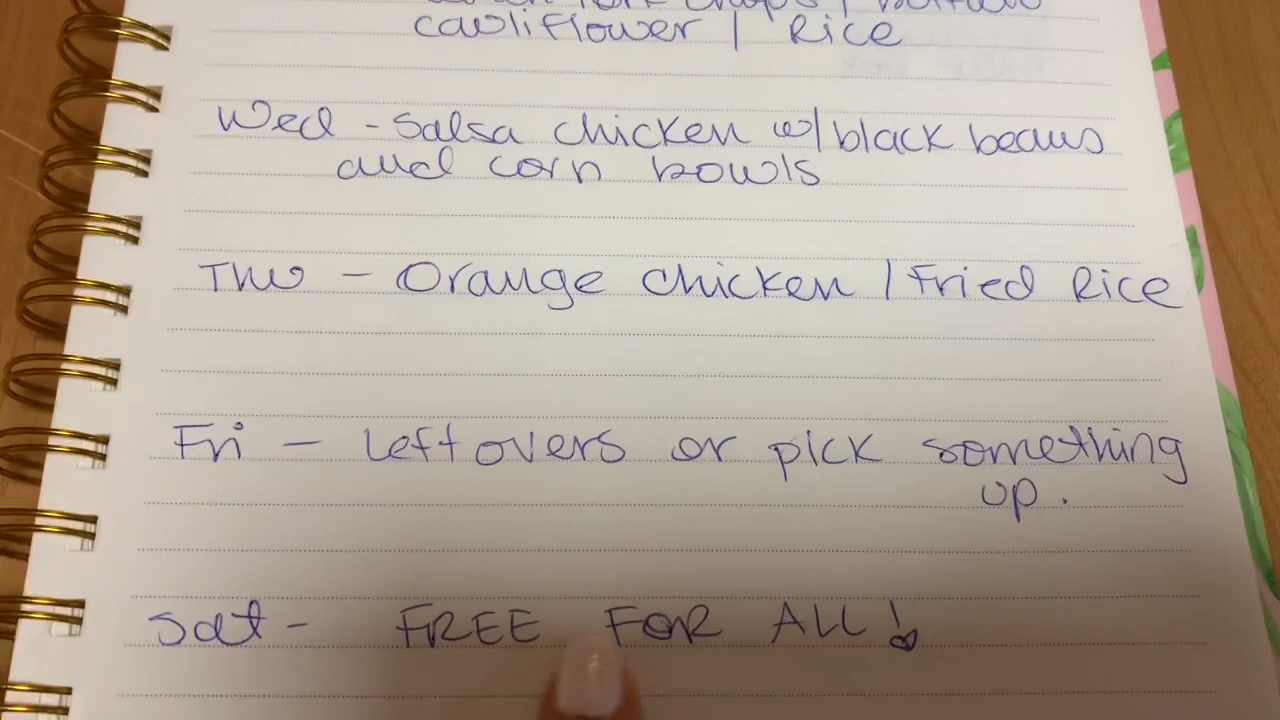 cauliflower | Rice
Wed - salsa chicken w/ black beans
and corn bowls
Thu - Orange chicken | Fried Rice
Fri - Leftovers or pick something
up.
Sat - FREE FOR ALL!